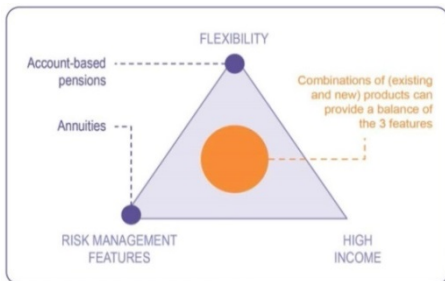 FLEXIBILITY
Account-based
pensions
Annuities
Combinations of (existing
and new) products can
provide a balance of
the 3 features
RISK MANAGEMENT
FEATURES
HIGH
INCOME